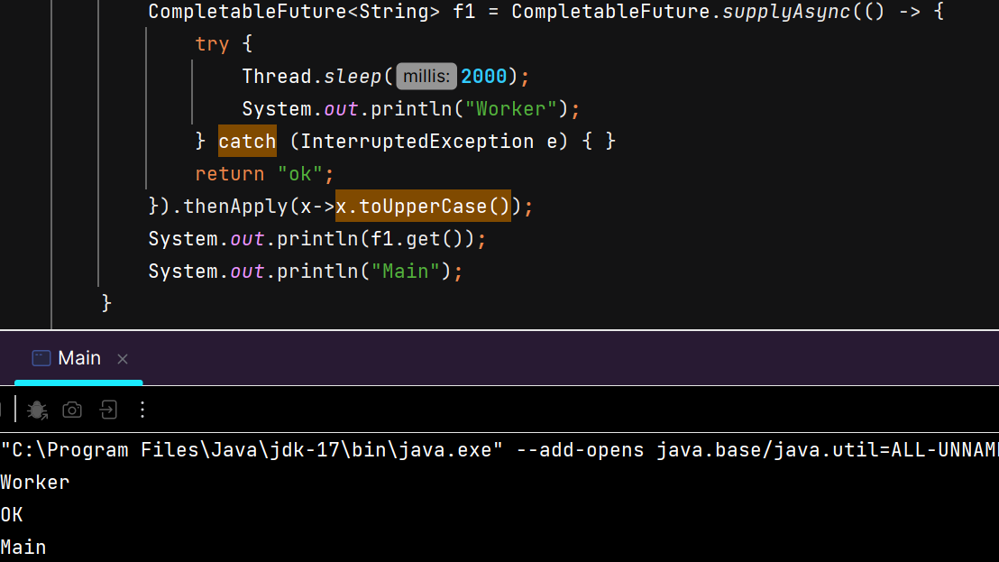 CompletableFuture<String> f1 = CompletableFuture.supplyAsync(() -> {
try {
Thread.sleep( millis: 2000);
System.out.println("Worker");
} catch (InterruptedException e) { }
return "ok";
}).thenApply(x->x.toUpperCase());
System.out.println(f1.get());
System.out.println("Main");
}
Main ×
"C:\Program Files\Java\jdk-17\bin\java.exe" --add-opens java.base/java.util=ALL-UNNAM
Worker
OK
Main